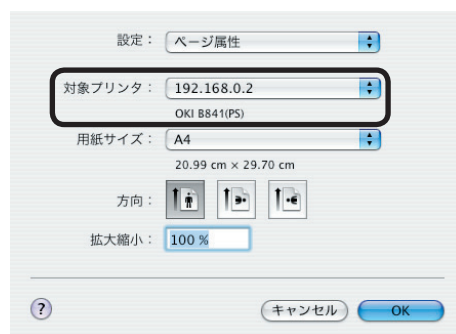 設定： ページ属性
対象プリンタ： 192.168.0.2
OKI B841(PS)
用紙サイズ： A4
20.99 cm × 29.70 cm
方向：
拡大縮小： 100 %
? キャンセル OK